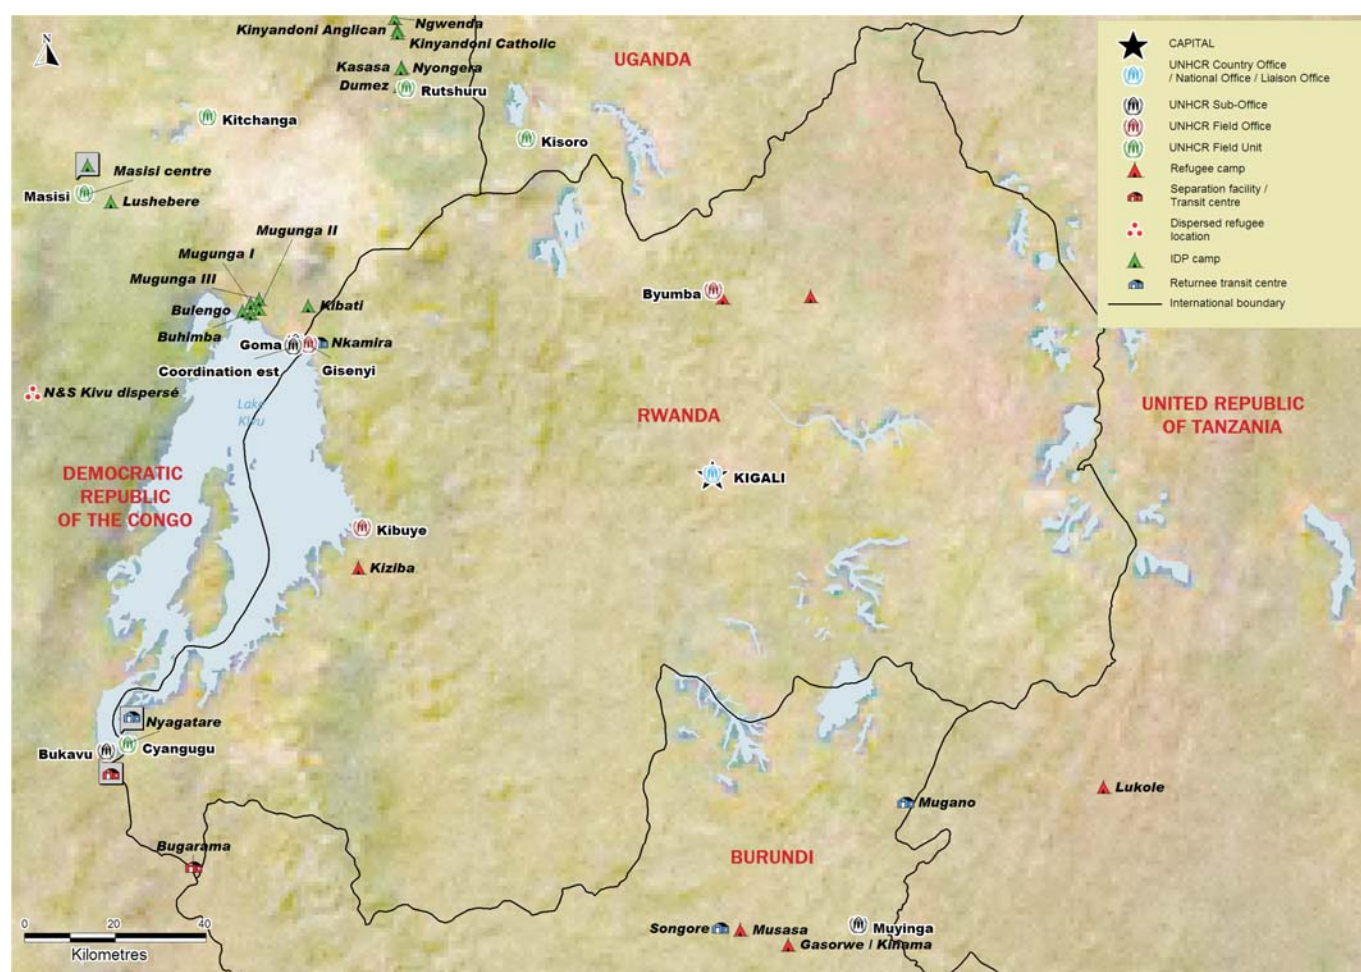 Ngwenda
Kinyandoni Anglican
Kinyandoni Catholic
Kasasa
Nyongera
Dumez
Rutshuru
UGANDA
N
Kitchanga
Kisoro
Masisi centre
Masisi
Lushebere
Mugunga II
Mugunga I
Mugunga III
Bulengo
Kibati
Buhimba
Goma
Nkamira
Coordination est
Gisenyi
Byumba
N&S Kivu dispersé
Lake
Kivu
RWANDA
UNITED REPUBLIC
OF TANZANIA
DEMOCRATIC
REPUBLIC
OF THE CONGO
KIGALI
Kibuye
Kiziba
Nyagatare
Bukavu
Cyangugu
Bugarama
Mugano
Lukole
BURUNDI
Songore
Musasa
Muyinga
Gasorwe / Kinama
0 20 40
Kilometres
CAPITAL
UNHCR Country Office
/ National Office / Liaison Office
UNHCR Sub-Office
UNHCR Field Office
UNHCR Field Unit
Refugee camp
Separation facility /
Transit centre
Dispersed refugee
location
IDP camp
Returnee transit centre
International boundary